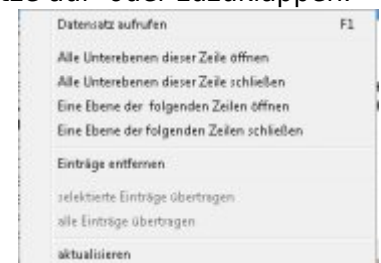 auf- oder zuzuklappen.
Datensatz aufrufen F1
Alle Unterebenen dieser Zeile öffnen
Alle Unterebenen dieser Zeile schließen
Eine Ebene der folgenden Zeilen öffnen
Eine Ebene der folgenden Zeilen schließen
Einträge entfernen
selektierte Einträge übertragen
alle Einträge übertragen
aktualisieren